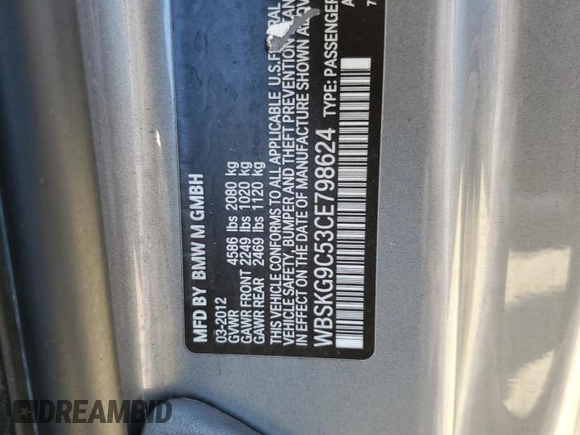 MFD BY BMW M GMBH
03-2012
GVWR 4586 lbs 2080 kg
GAWR FRONT 2249 lbs 1020 kg
GAWR REAR 2469 lbs 1120 kg
THIS VEHICLE CONFORMS TO ALL APPLICABLE U.S. FEDERAL
VEHICLE SAFETY, BUMPER AND THEFT PREVENTION
IN EFFECT ON THE DATE OF MANUFACTURE SHOWN
WBSKG9C53CE798624 TYPE: PASSENGER
DREAMBID